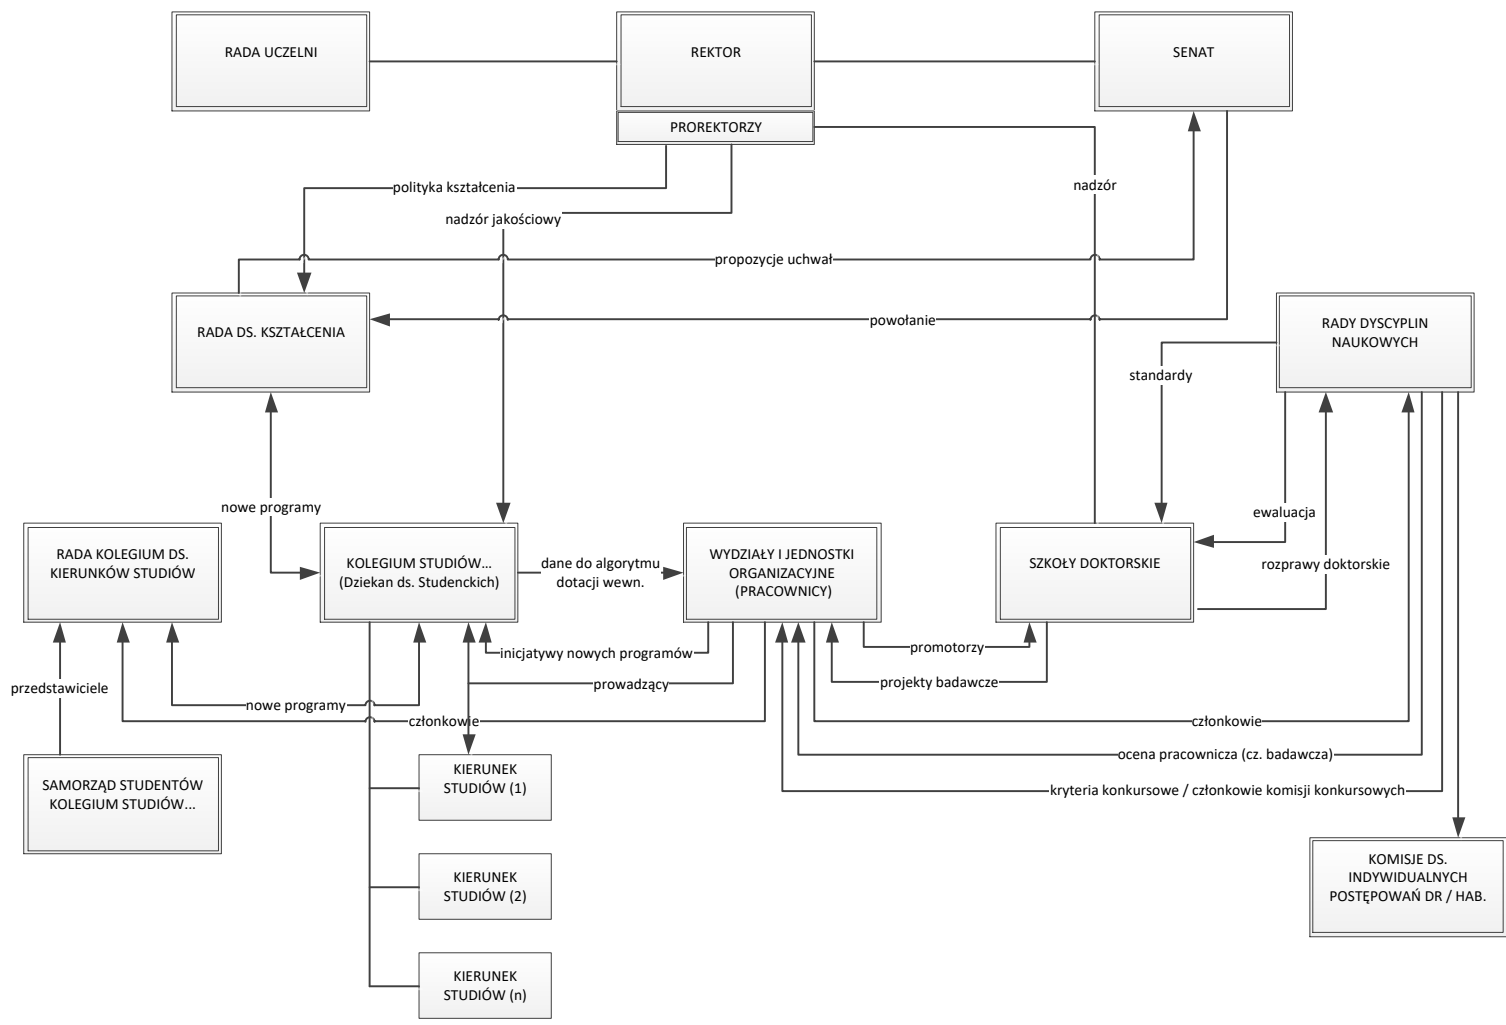 RADA UCZELNI
REKTOR
SENAT
PROREKTORZY
polityka kształcenia
nadzór
nadzór jakościowy
propozycje uchwał
powołanie
RADA DS. KSZTAŁCENIA
RADY DYSCYPLIN
NAUKOWYCH
standardy
nowe programy
ewaluacja
rozprawy doktorskie
RADA KOLEGIUM DS.
KIERUNKÓW STUDIÓW
KOLEGIUM STUDIÓW...
(Dziekan ds. Studenckich)
dane do algorytmu
dotacji wewn.
WYDZIAŁY I JEDNOSTKI
ORGANIZACYJNE
(PRACOWNICY)
SZKOŁY DOKTORSKIE
inicjatywy nowych programów
promotorzy
przedstawiciele
prowadzący
projekty badawcze
nowe programy
członkowie
członkowie
ocena pracownicza (cz. badawcza)
kryteria konkursowe / członkowie komisji konkursowych
SAMORZĄD STUDENTÓW
KOLEGIUM STUDIÓW...
KIERUNEK
STUDIÓW (1)
KIERUNEK
STUDIÓW (2)
KIERUNEK
STUDIÓW (n)
KOMISJE DS.
INDYWIDUALNYCH
POSTĘPOWAŃ DR / HAB.